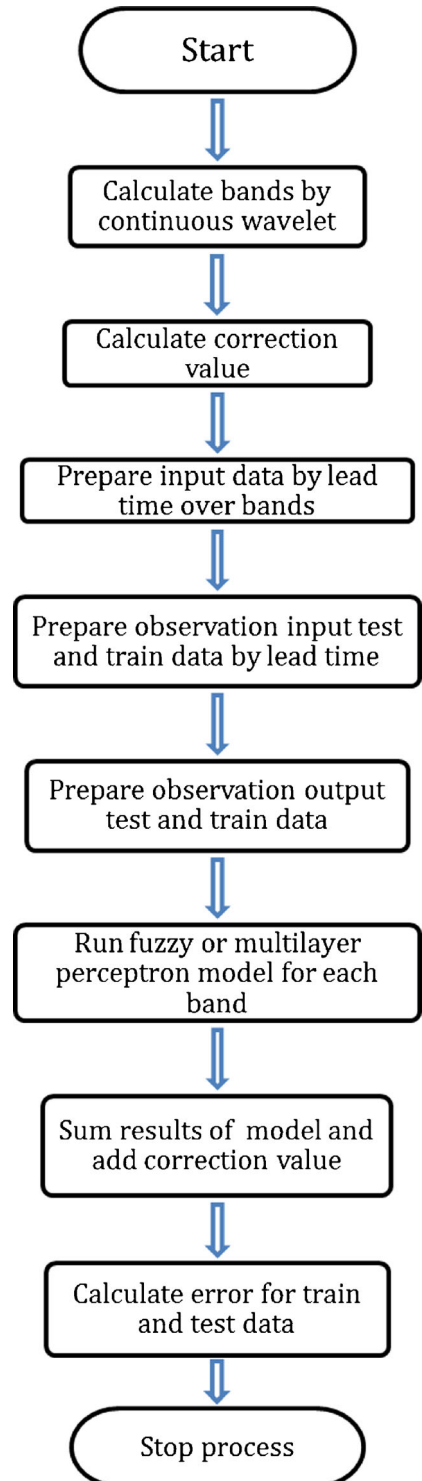 Start
Calculate bands by
continuous wavelet
Calculate correction
value
Prepare input data by lead
time over bands
Prepare observation input test
and train data by lead time
Prepare observation output
test and train data
Run fuzzy or multilayer
perceptron model for each
band
Sum results of model and
add correction value
Calculate error for train
and test data
Stop process